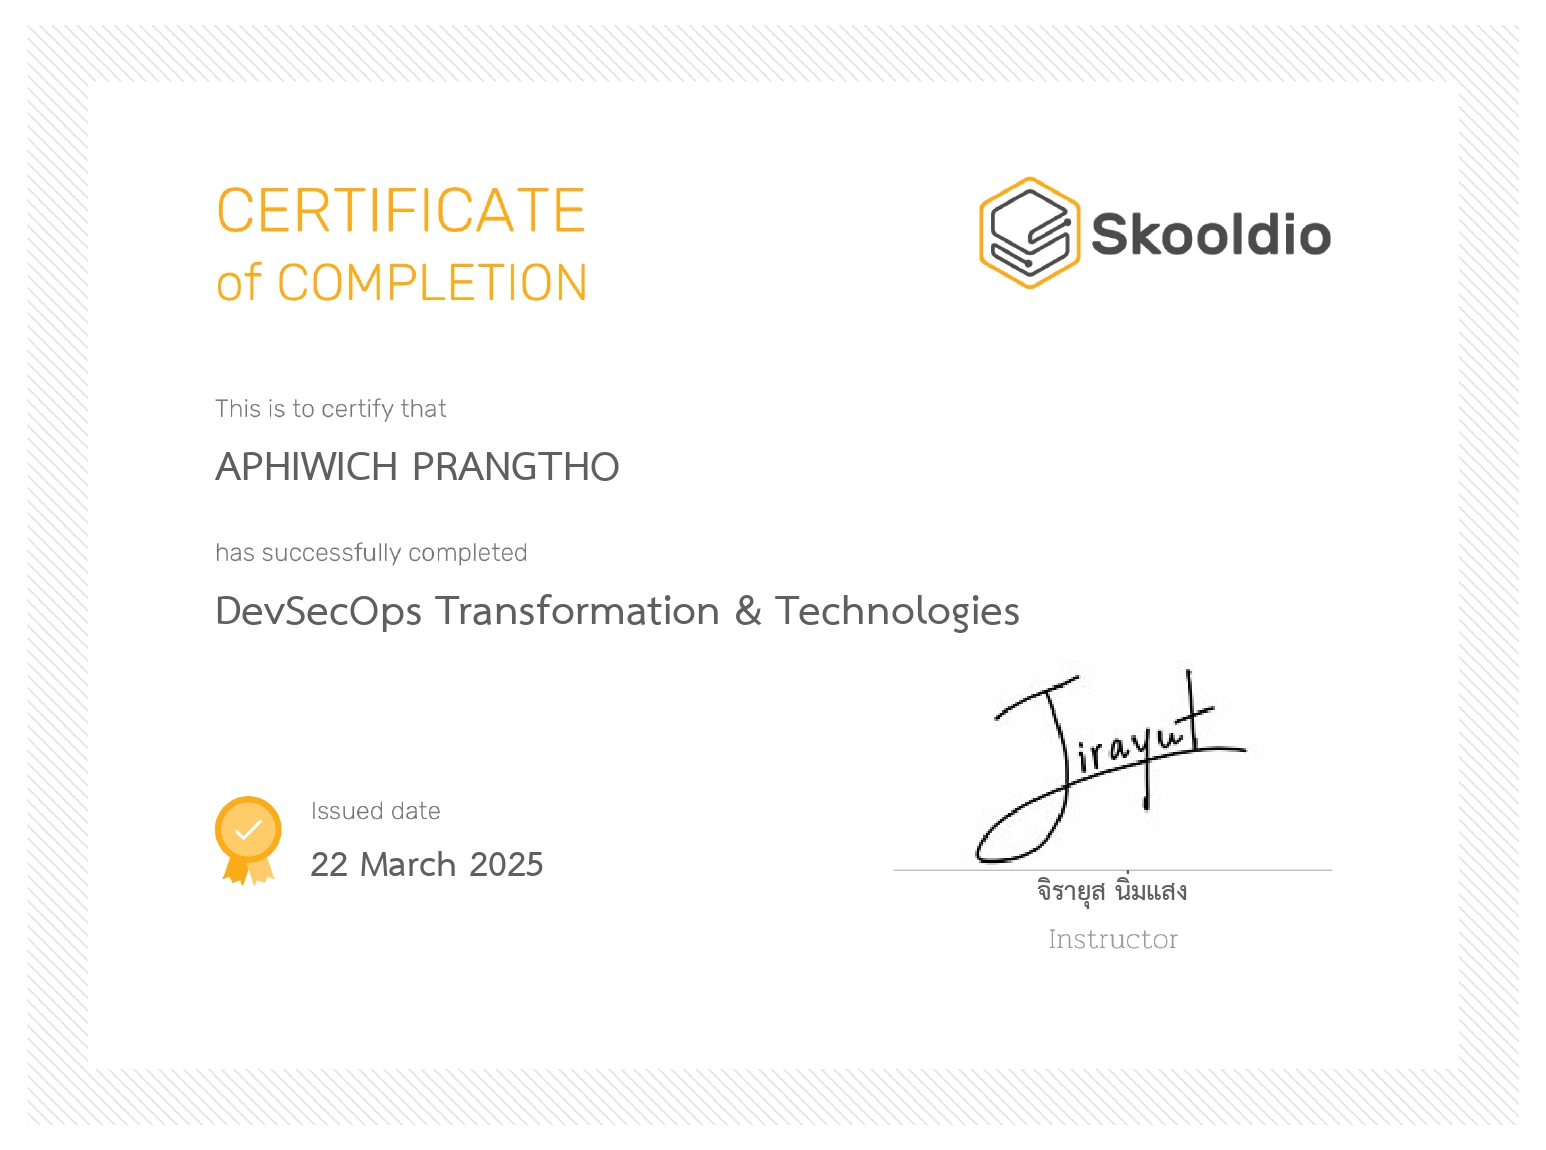 CERTIFICATE
of COMPLETION
Skooldio
This is to certify that
APHIWICH PRANGTHO
has successfully completed
DevSecOps Transformation & Technologies
Jirayut
Issued date
22 March 2025
จิรายุส นิ่มแสง
Instructor